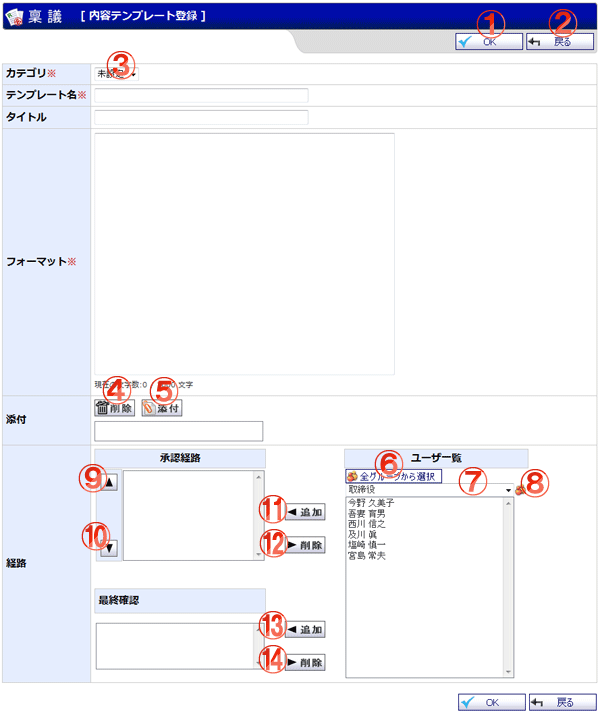 稟議 [ 内容テンプレート登録 ]
① ②
OK 戻る
③
カテゴリ※ 未設定
テンプレート名※
タイトル
フォーマット※
現在の文字数:0 文字
④ ⑤
添付 削除 添付
経路
承認経路 ユーザ一覧
⑥ ⑦ ⑧
全グループから選択
取締役
⑨ ▲
⑩ ▼
⑪ ◀ 追加
⑫ ▶ 削除
今野 久美子
吾妻 育男
西川 信之
及川 眞
塩崎 慎一
宮島 常夫
最終確認
⑬ ◀ 追加
⑭ ▶ 削除
OK 戻る